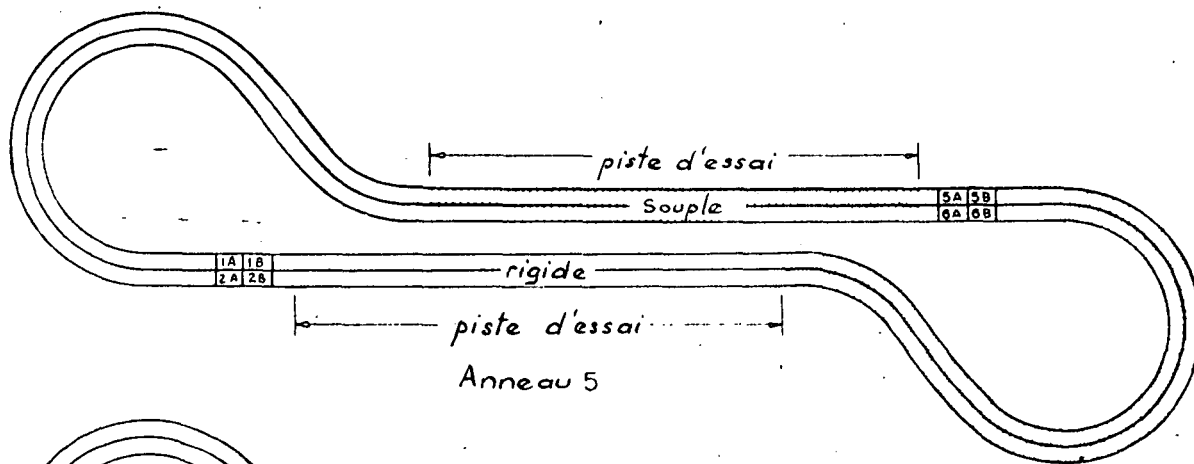 piste d'essai
5A 5B
Souple
6A 6B
1A 1B
rigide
2A 2B
piste d'essai
Anneau 5